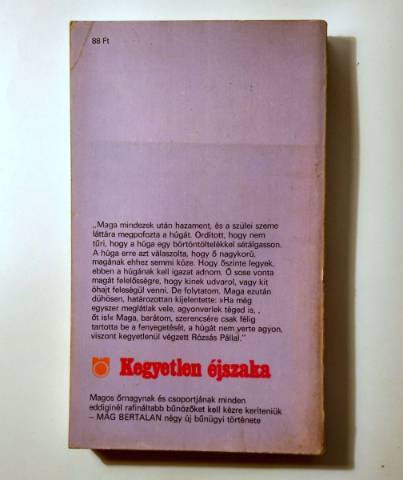 88 Ft
„Maga mindezek után hazament, és a szülei szeme
láttára megpofozta a húgát. Ordított, hogy nem
tűri, hogy a húga egy börtöntöltelékkel sétálgasson.
A húga erre azt válaszolta, hogy ő nagykorú,
magának ehhez semmi köze. Hogy őszinte legyek,
ebben a húgának kell igazat adnom. Ő sose vonta
magát felelősségre, hogy kinek udvarol, vagy kit
óhajt feleségül venni. De folytatom. Maga ezután
dühösen, határozottan kijelentette: »Ha még
egyszer meglátlak vele, agyonverlek téged is,
őt is!« Maga, barátom, szerencsére csak félig
tartotta be a fenyegetését, a húgát nem verte agyon,
viszont kegyetlenül végzett Rózsás Pállal."
Kegyetlen éjszaka
Magos őrnagynak és csoportjának minden
eddiginél rafináltabb bűnözőket kell kézre keríteniük
– MÁG BERTALAN négy új bűnügyi története